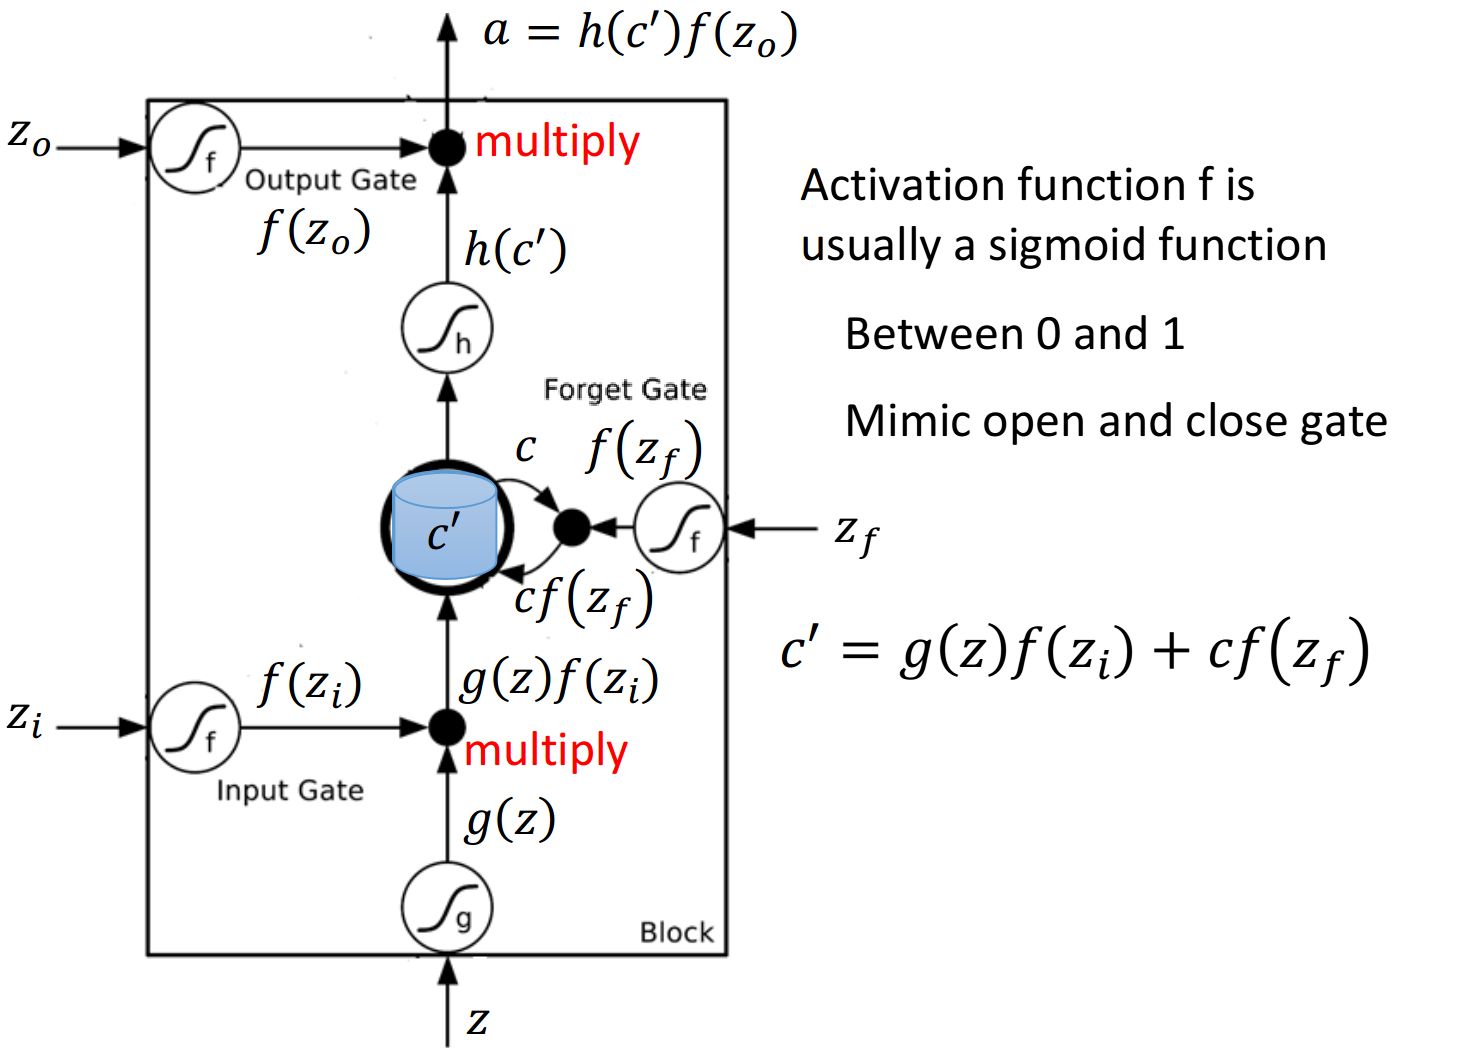 a = h(c′)f(z_o)
z_o
f
multiply
Output Gate
f(z_o)
h(c′)
h
Activation function f is
usually a sigmoid function
Between 0 and 1
Mimic open and close gate
Forget Gate
c
f(z_f)
c′
f
z_f
cf(z_f)
c′ = g(z)f(z_i) + cf(z_f)
f(z_i)
g(z)f(z_i)
z_i
f
multiply
Input Gate
g(z)
g
Block
z